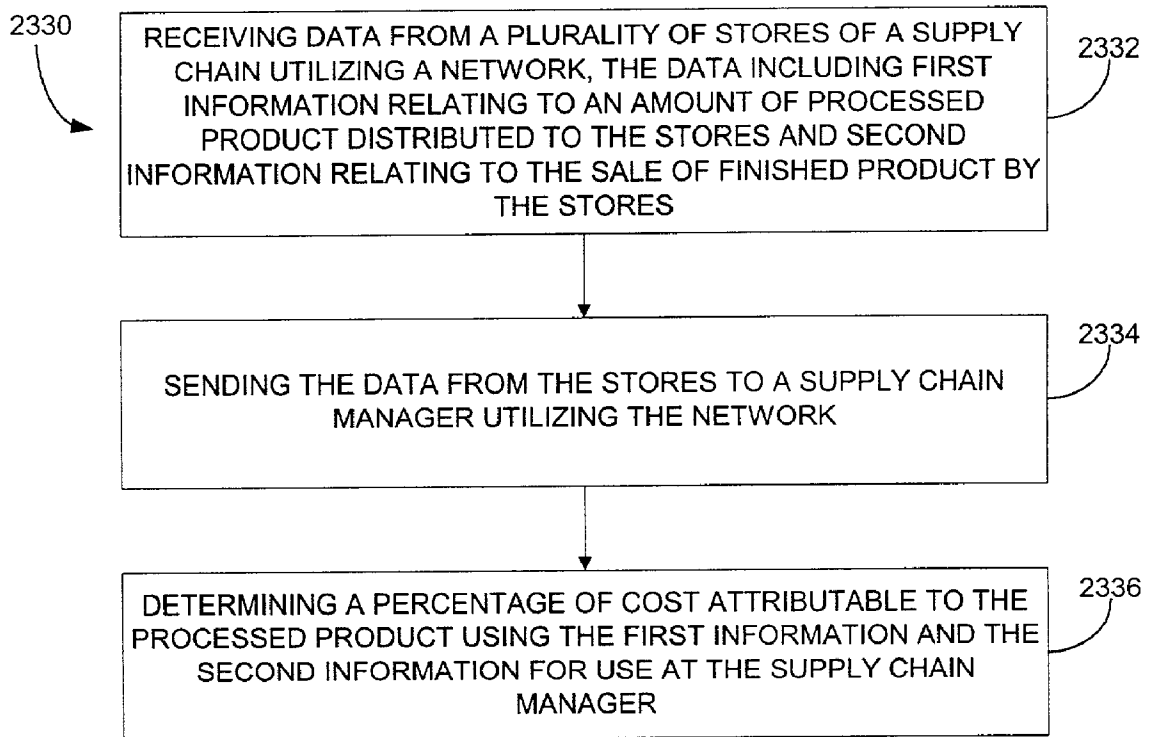 2330
RECEIVING DATA FROM A PLURALITY OF STORES OF A SUPPLY
CHAIN UTILIZING A NETWORK, THE DATA INCLUDING FIRST
INFORMATION RELATING TO AN AMOUNT OF PROCESSED
PRODUCT DISTRIBUTED TO THE STORES AND SECOND
INFORMATION RELATING TO THE SALE OF FINISHED PRODUCT BY
THE STORES
2332
SENDING THE DATA FROM THE STORES TO A SUPPLY CHAIN
MANAGER UTILIZING THE NETWORK
2334
DETERMINING A PERCENTAGE OF COST ATTRIBUTABLE TO THE
PROCESSED PRODUCT USING THE FIRST INFORMATION AND THE
SECOND INFORMATION FOR USE AT THE SUPPLY CHAIN
MANAGER
2336